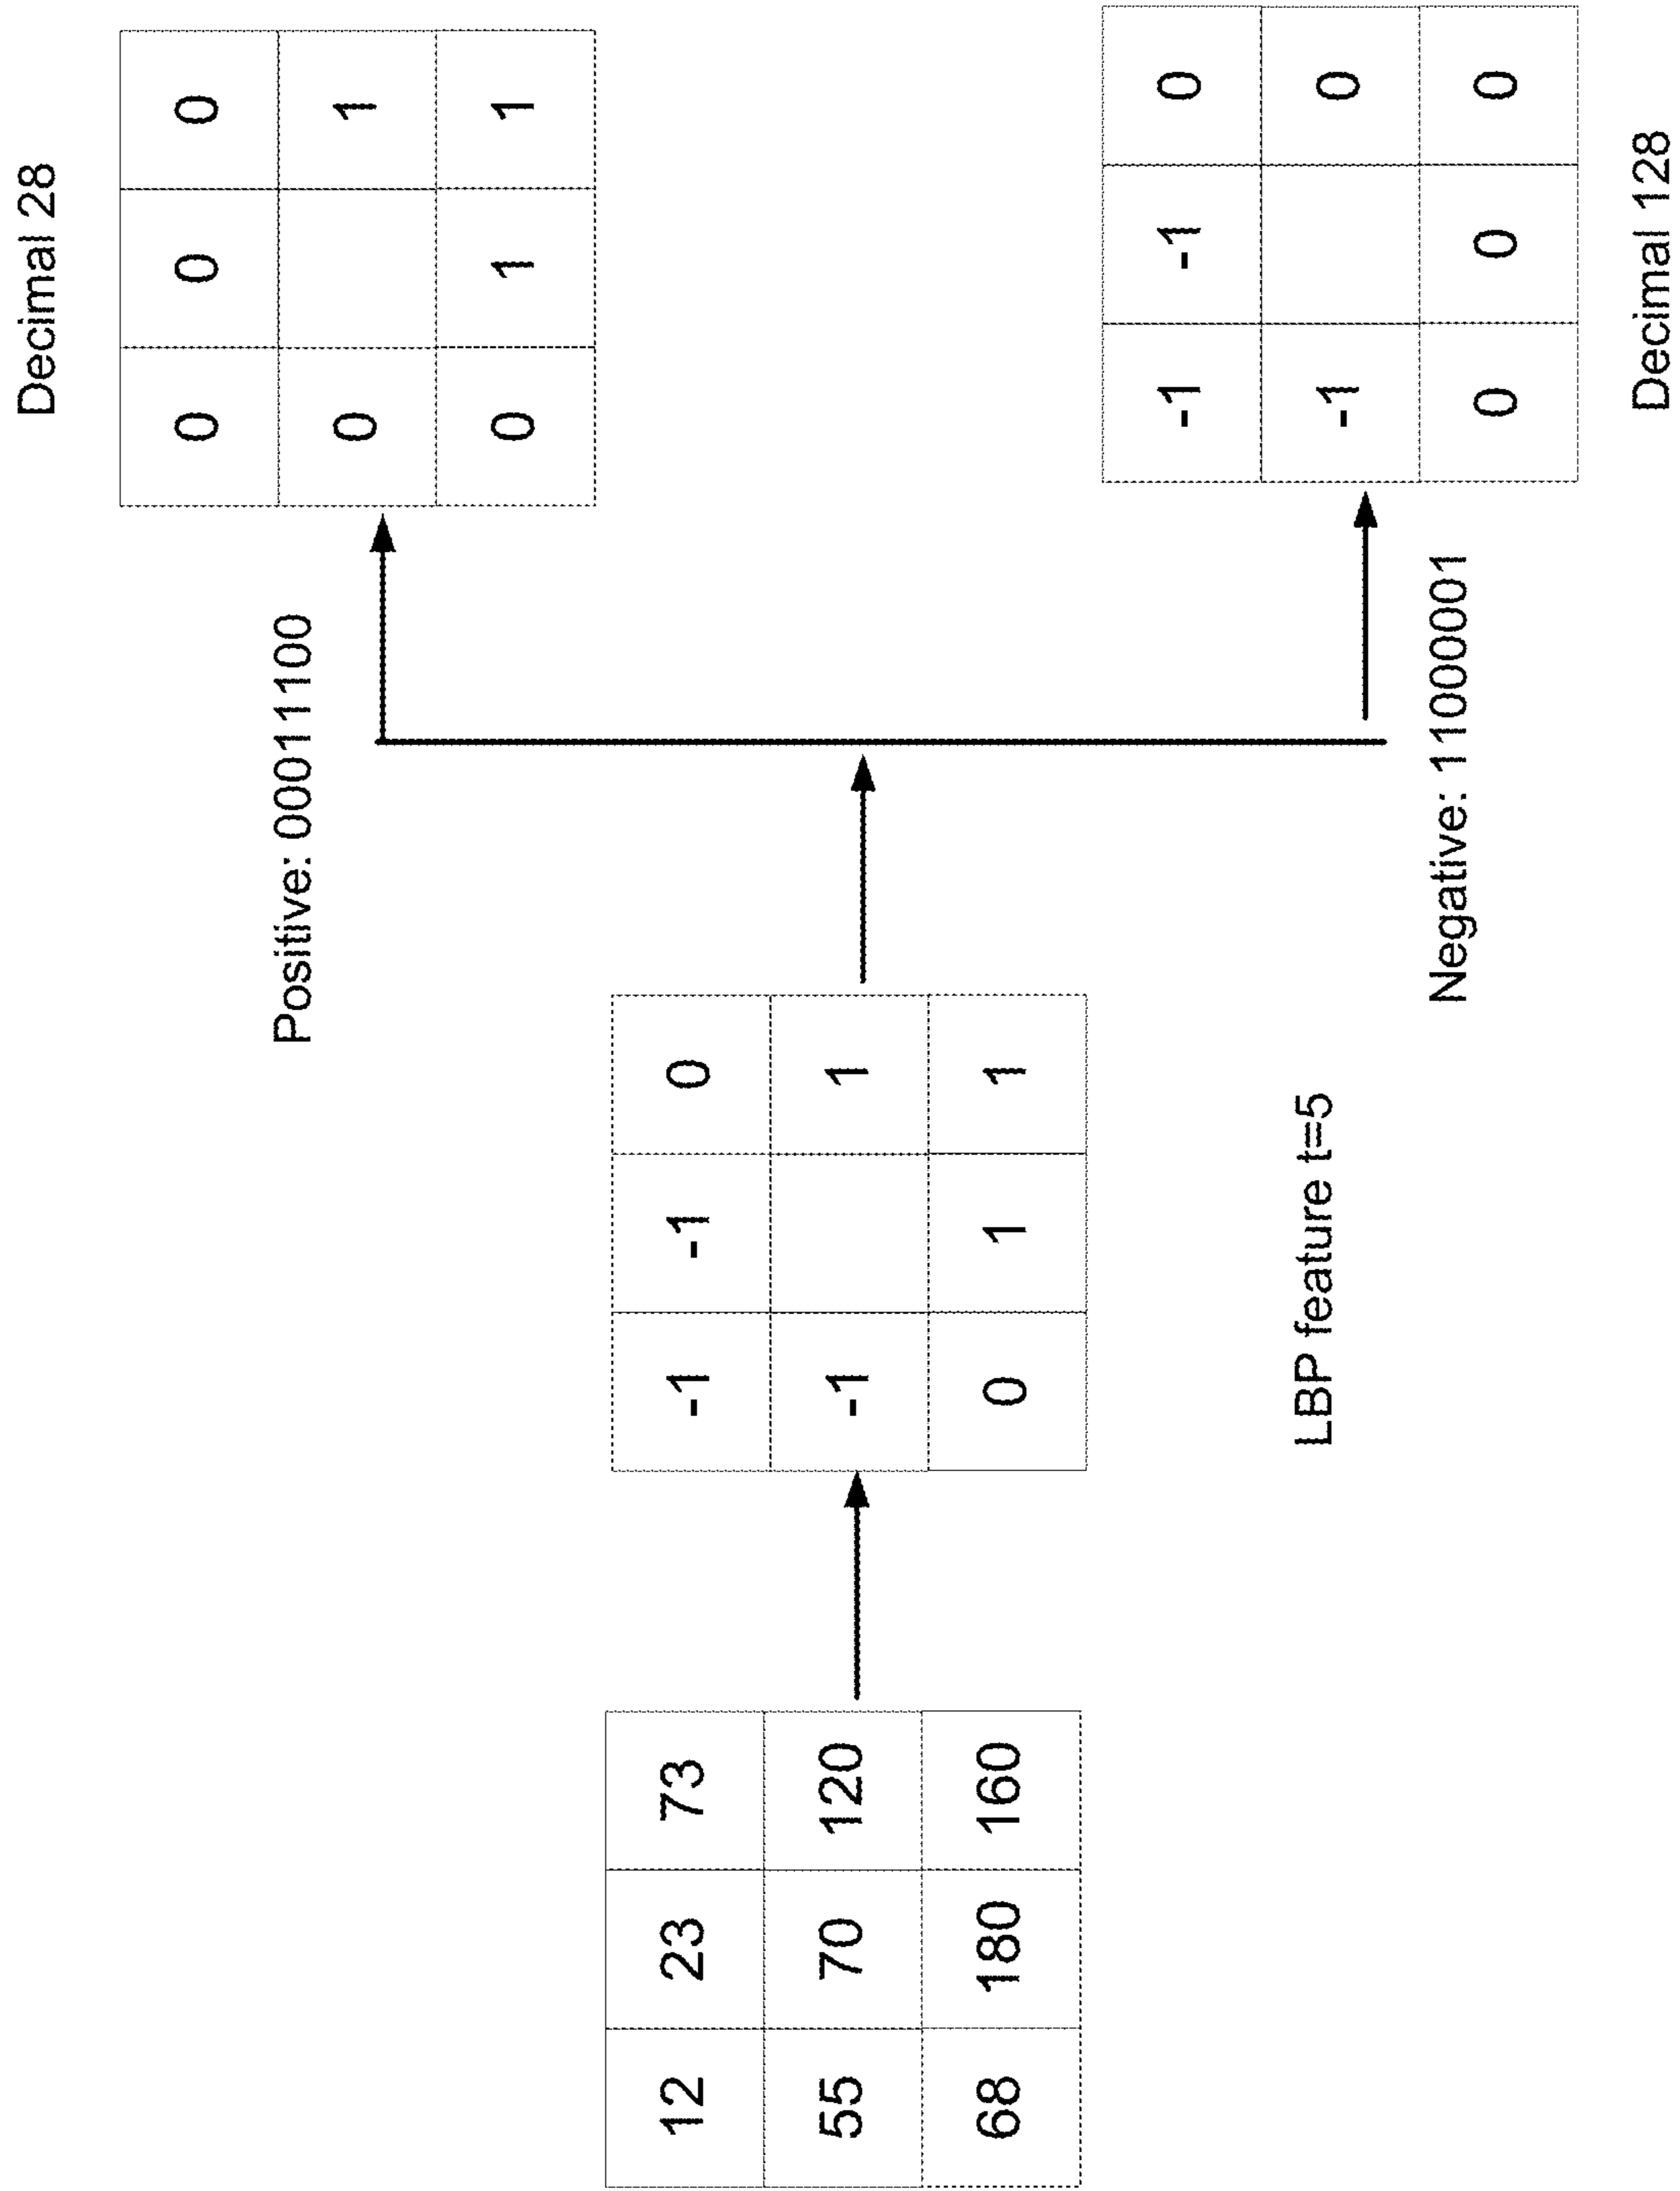 Decimal 28
0 0 0
0 1
0 1 1
Positive: 00011100
12 23 73
55 70 120
68 180 160
-1 -1 0
-1 1
0 1 1
LBP feature t=5
Negative: 11000001
-1 -1 0
-1 0
0 0 0
Decimal 128